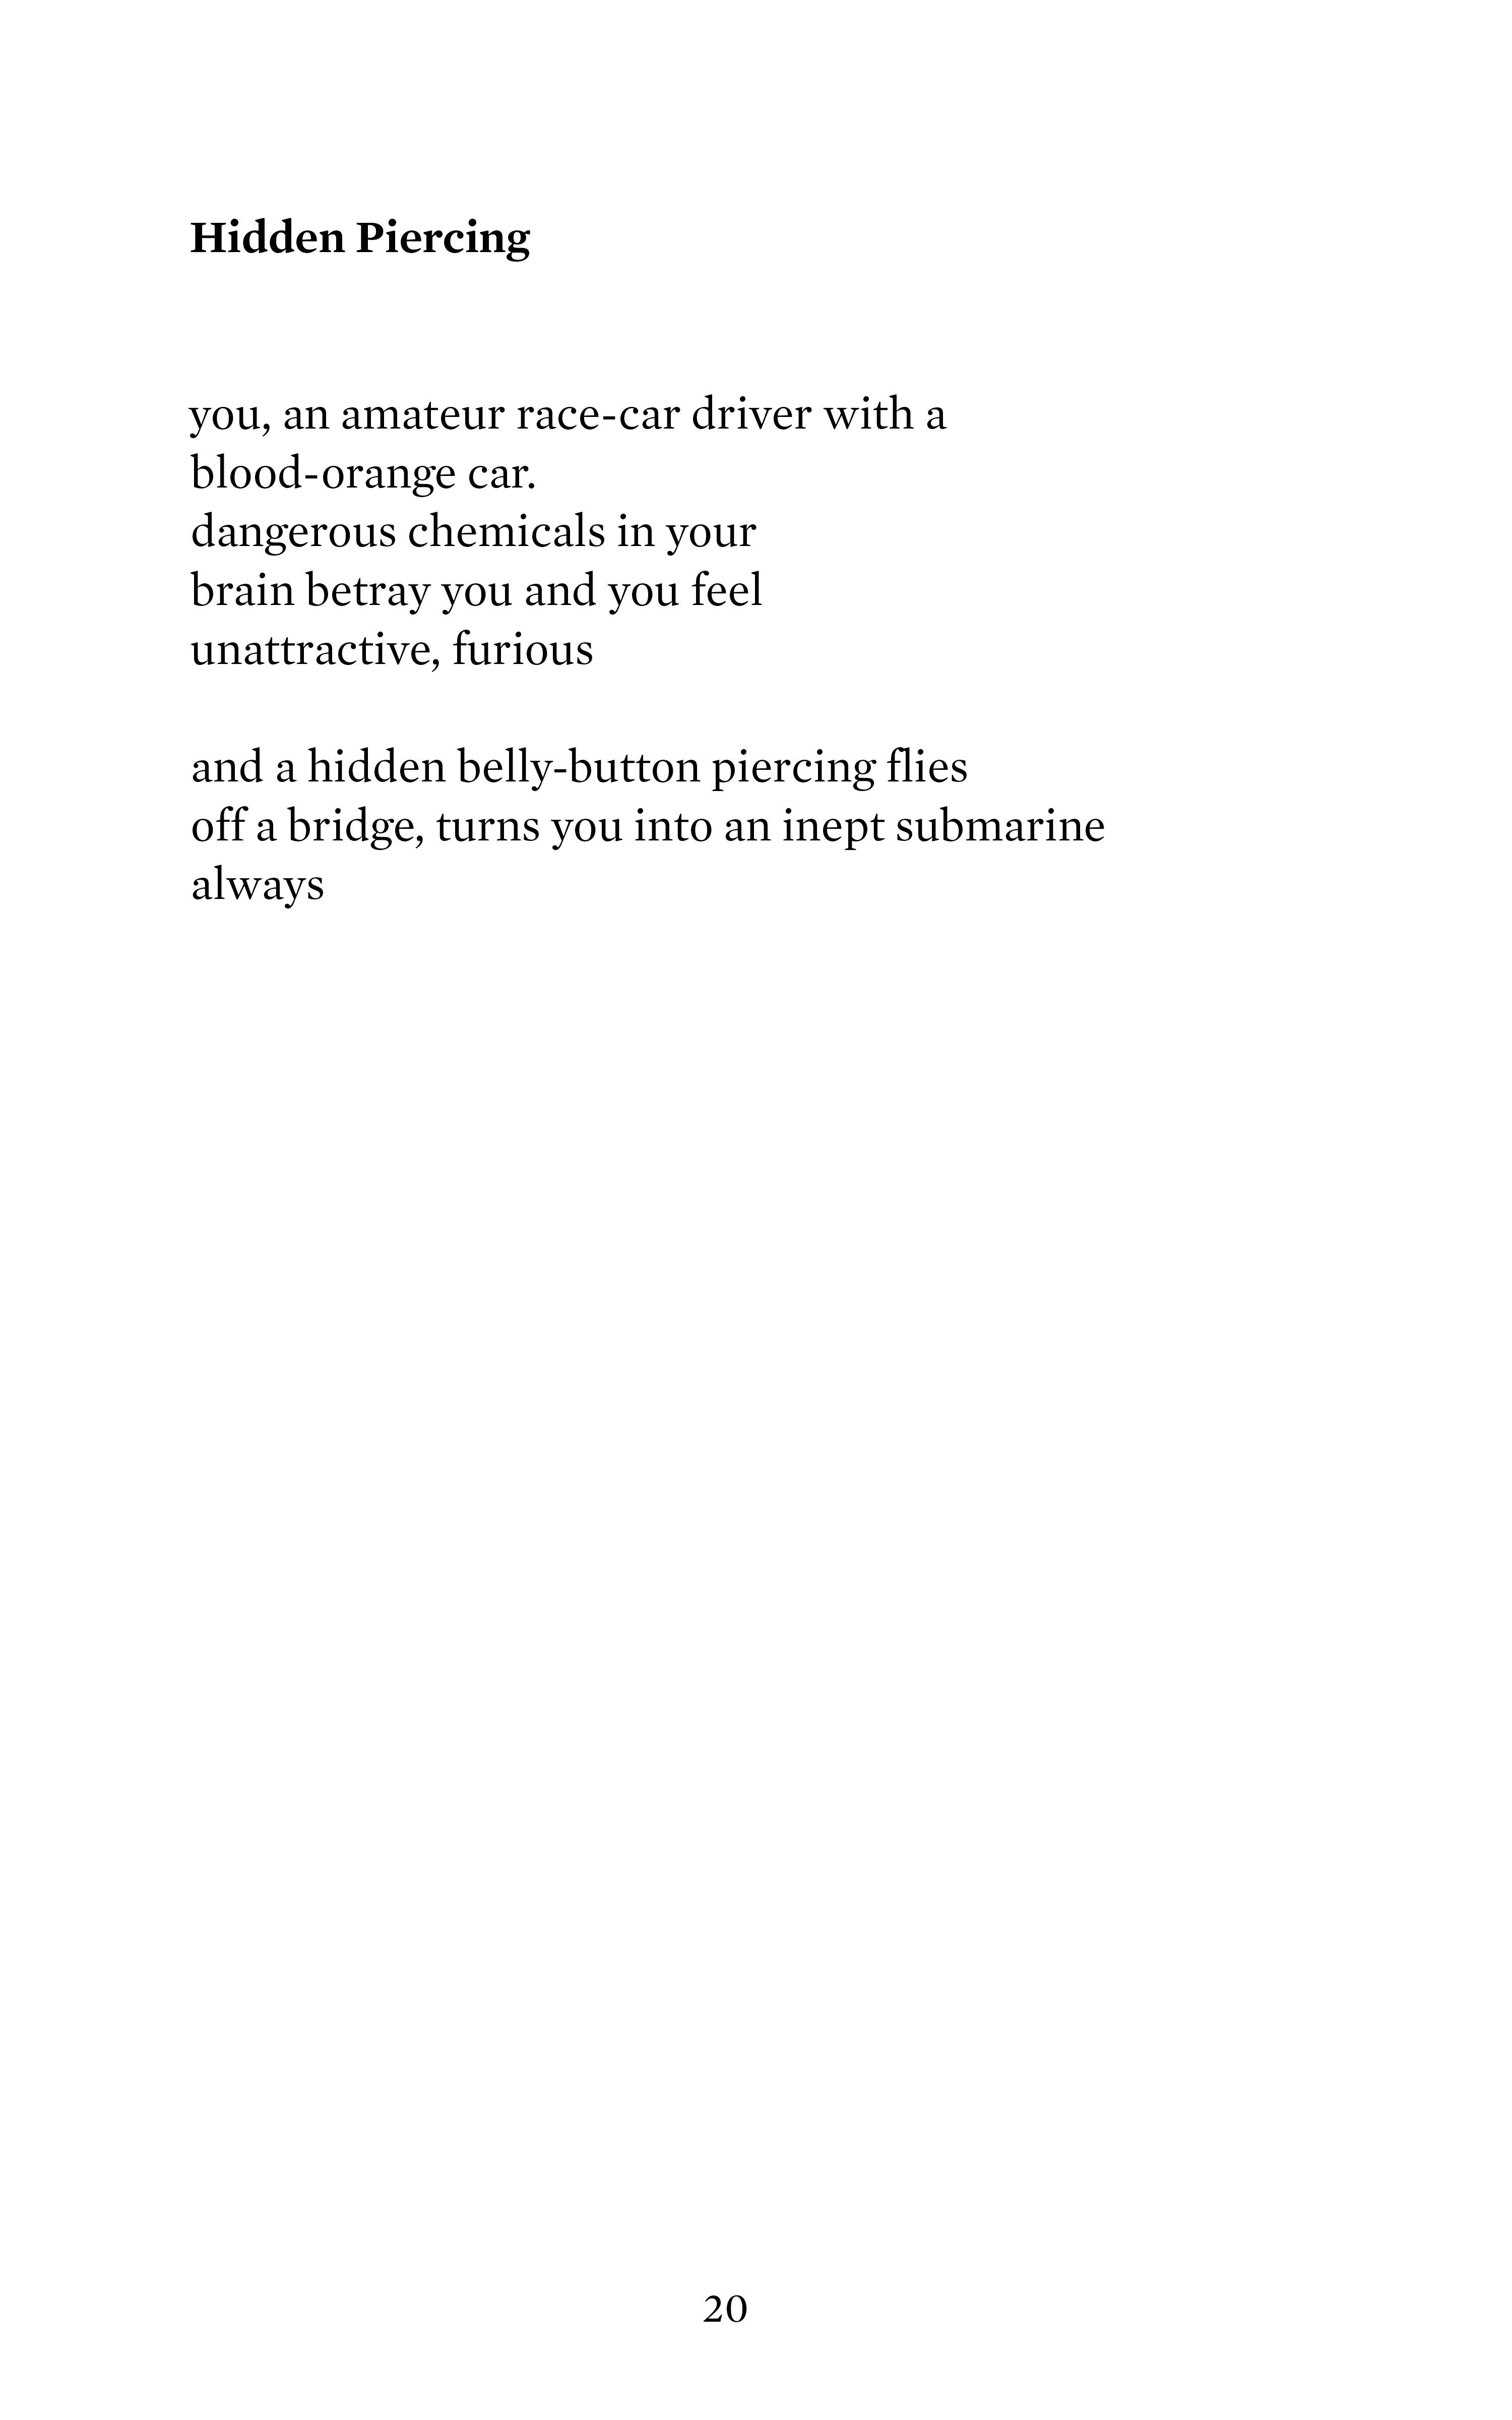 Hidden Piercing
you, an amateur race-car driver with a
blood-orange car.
dangerous chemicals in your
brain betray you and you feel
unattractive, furious
and a hidden belly-button piercing flies
off a bridge, turns you into an inept submarine
always
20